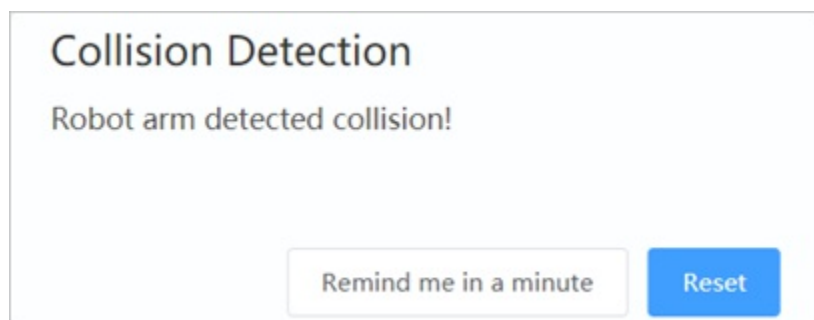 Collision Detection
Robot arm detected collision!
Remind me in a minute Reset